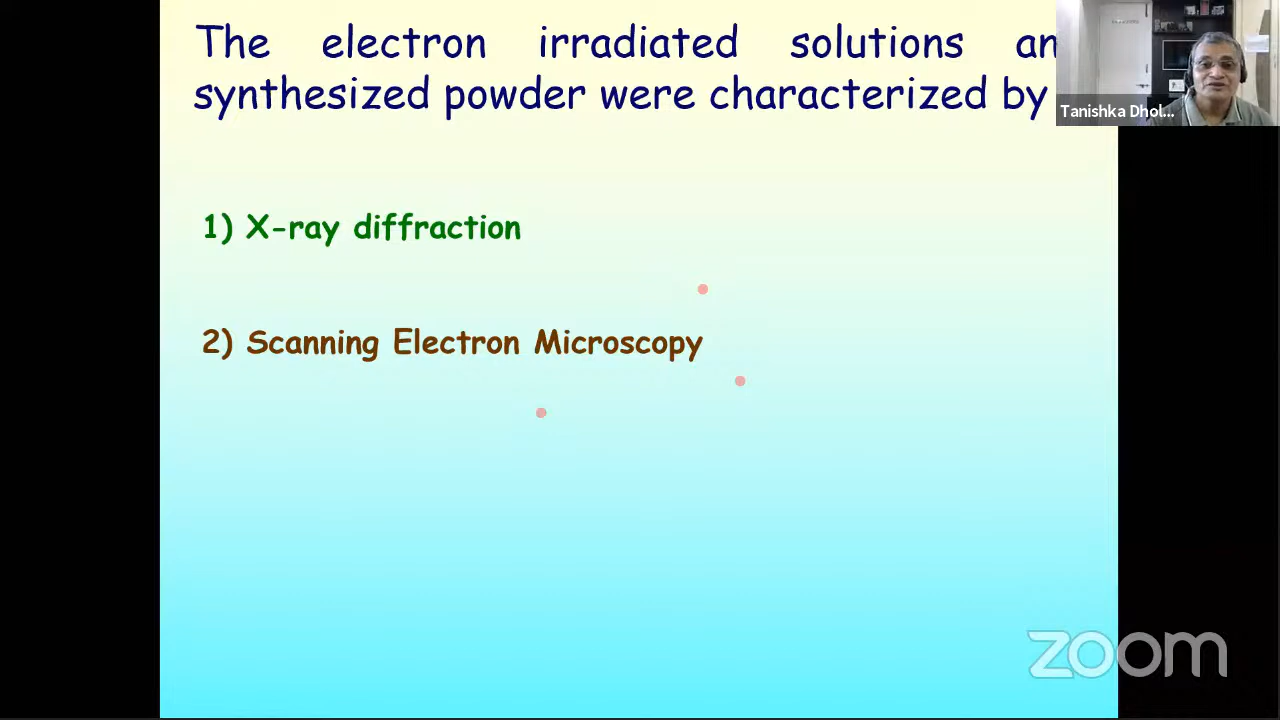 The electron irradiated solutions an
synthesized powder were characterized by
Tanishka Dhol...
1) X-ray diffraction
2) Scanning Electron Microscopy
zoom